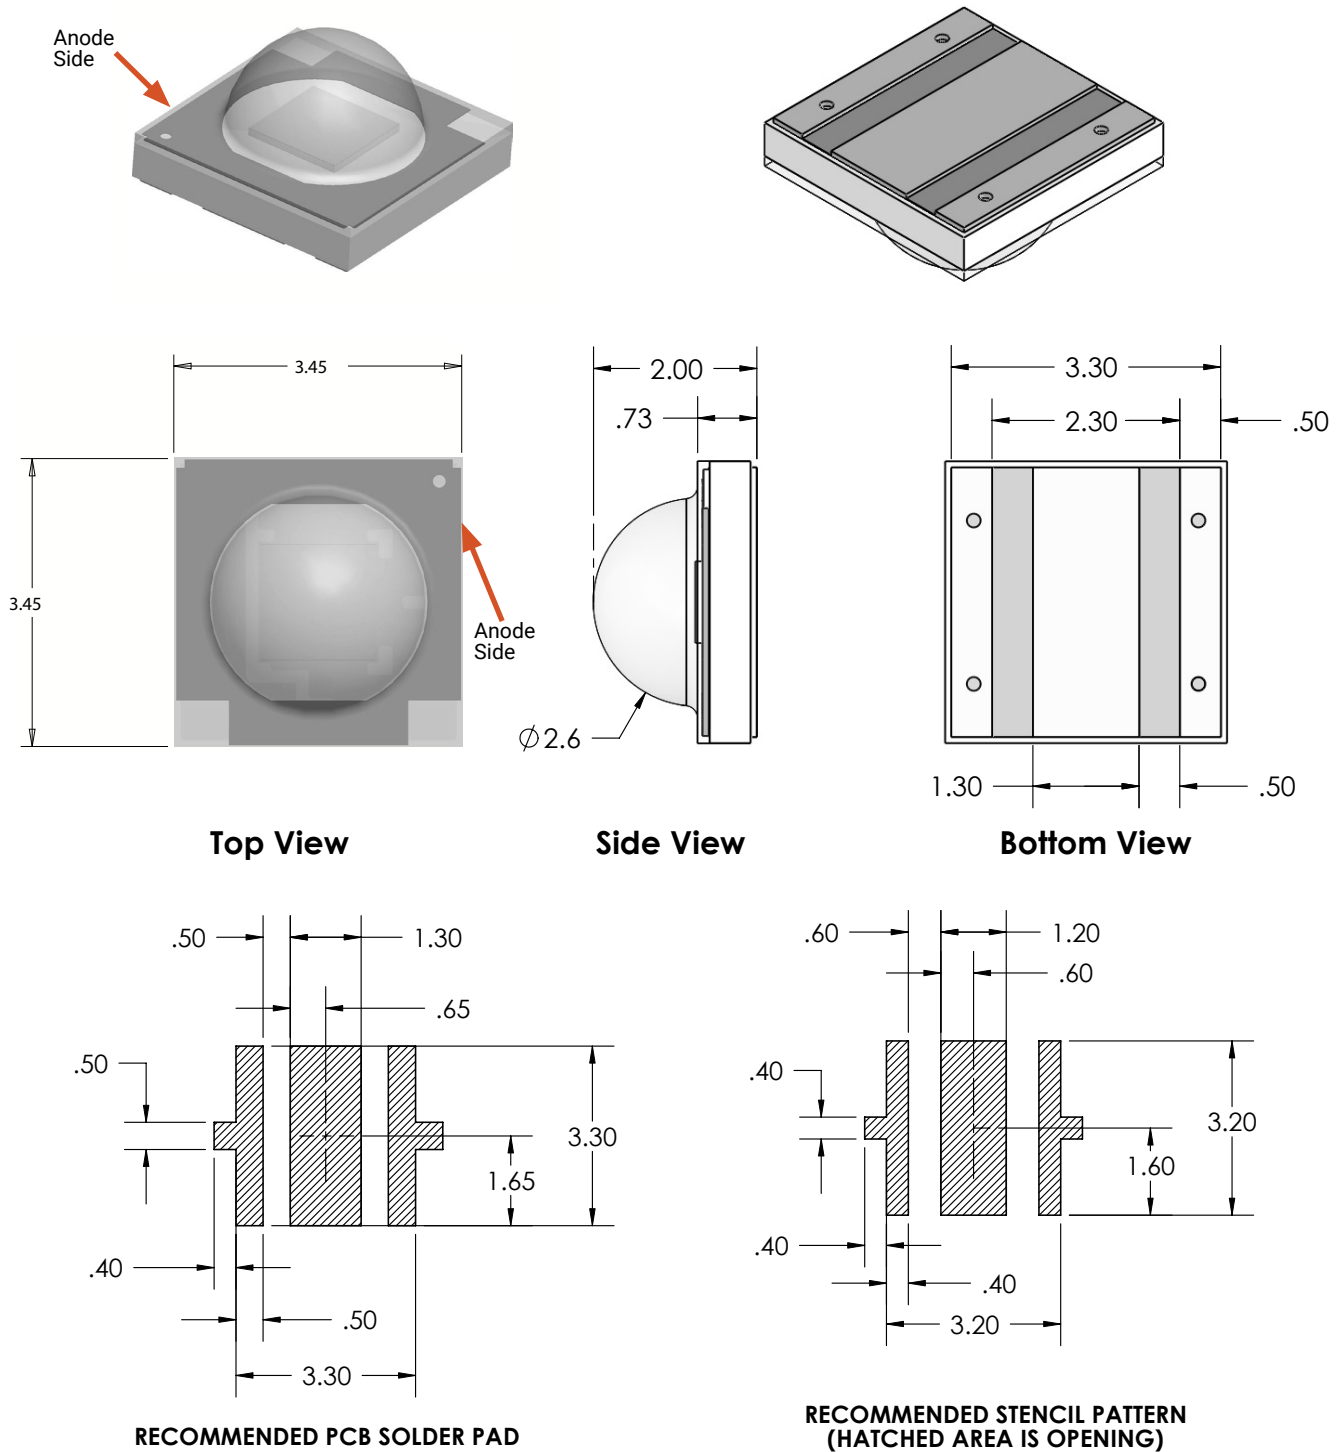 Anode
Side
3.45
3.45
Anode
Side
2.00
.73
Ø2.6
3.30
2.30
.50
1.30
.50
Top View
Side View
Bottom View
.50
1.30
.65
.50
3.30
1.65
.40
.50
3.30
RECOMMENDED PCB SOLDER PAD
.60
1.20
.60
.40
3.20
1.60
.40
.40
3.20
RECOMMENDED STENCIL PATTERN
(HATCHED AREA IS OPENING)